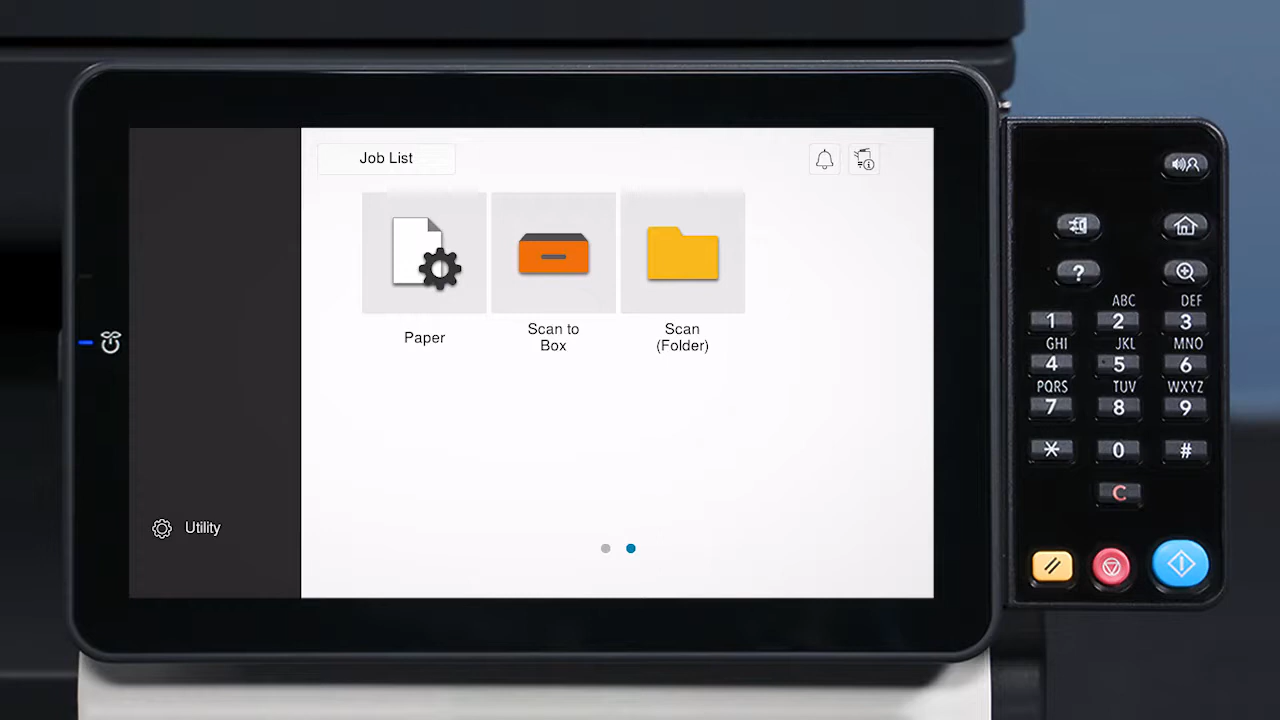 Job List
Paper
Scan to
Box
Scan
(Folder)
Utility
?
ABC DEF
1 2 3
GHI JKL MNO
4 5 6
PQRS TUV WXYZ
7 8 9
* 0 #
C